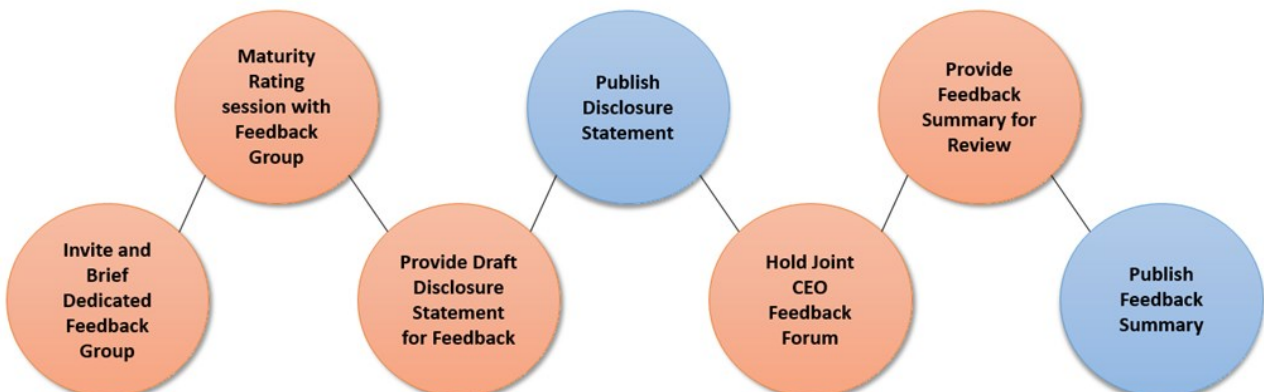 Invite and
Brief
Dedicated
Feedback
Group
Maturity
Rating
session with
Feedback
Group
Provide Draft
Disclosure
Statement
for Feedback
Publish
Disclosure
Statement
Hold Joint
CEO
Feedback
Forum
Provide
Feedback
Summary for
Review
Publish
Feedback
Summary